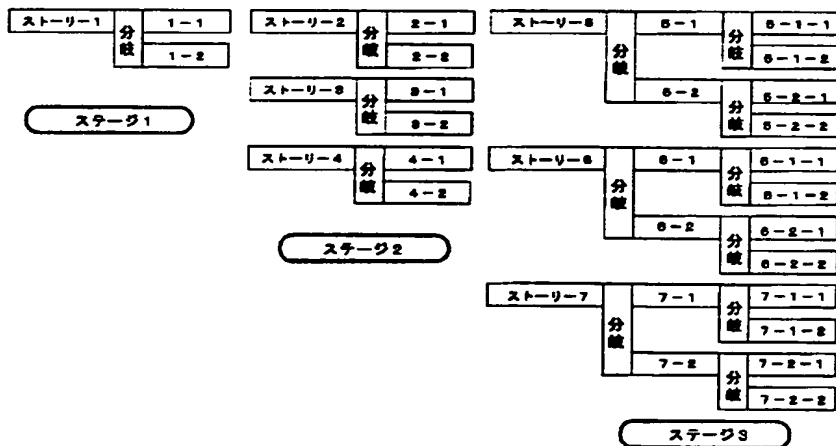 ストーリー1
分岐
1-1
1-2
ステージ1
ストーリー2
分岐
2-1
2-2
ストーリー3
分岐
3-1
3-2
ストーリー4
分岐
4-1
4-2
ステージ2
ストーリー5
分岐
5-1
分岐
5-1-1
5-1-2
5-2
分岐
5-2-1
5-2-2
ストーリー6
分岐
6-1
分岐
6-1-1
6-1-2
6-2
分岐
6-2-1
6-2-2
ストーリー7
分岐
7-1
分岐
7-1-1
7-1-2
7-2
分岐
7-2-1
7-2-2
ステージ3